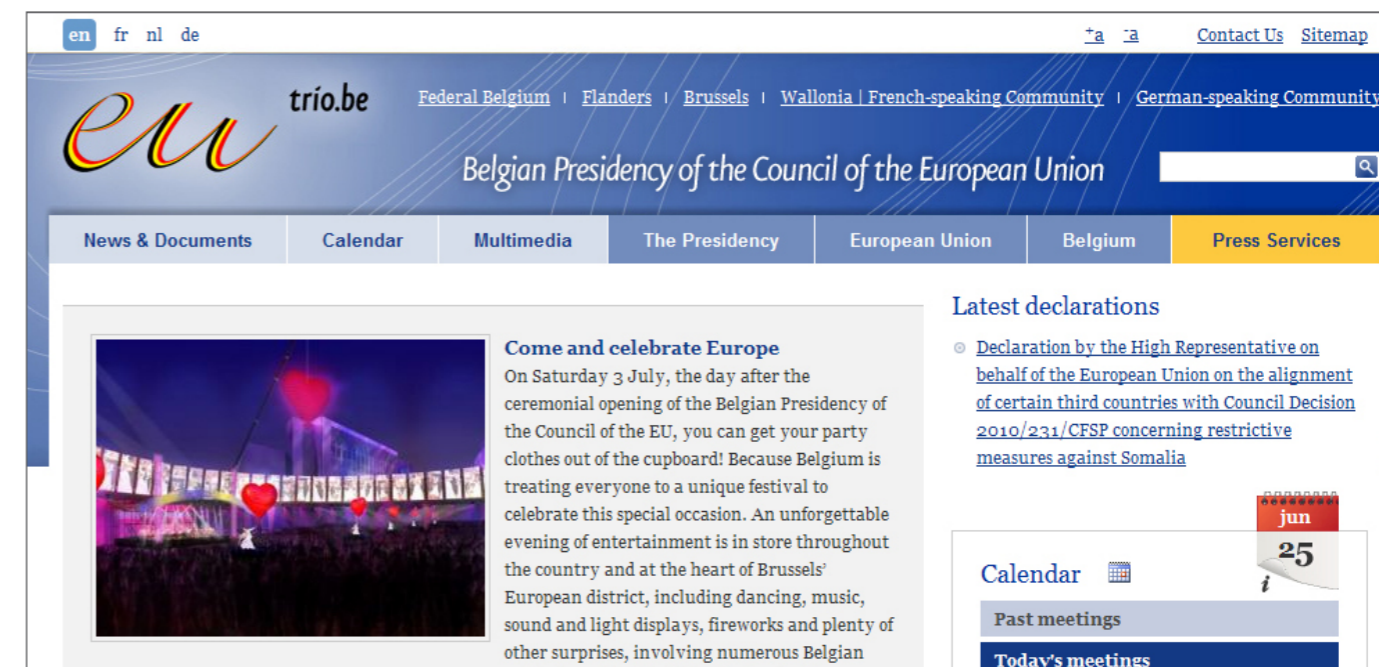 en fr nl de
+a -a Contact Us Sitemap
eu trio.be
Federal Belgium | Flanders | Brussels | Wallonia | French-speaking Community | German-speaking Community
Belgian Presidency of the Council of the European Union
News & Documents Calendar Multimedia The Presidency European Union Belgium Press Services
Come and celebrate Europe
On Saturday 3 July, the day after the
ceremonial opening of the Belgian Presidency of
the Council of the EU, you can get your party
clothes out of the cupboard! Because Belgium is
treating everyone to a unique festival to
celebrate this special occasion. An unforgettable
evening of entertainment is in store throughout
the country and at the heart of Brussels'
European district, including dancing, music,
sound and light displays, fireworks and plenty of
other surprises, involving numerous Belgian
Latest declarations
Declaration by the High Representative on
behalf of the European Union on the alignment
of certain third countries with Council Decision
2010/231/CFSP concerning restrictive
measures against Somalia
jun
25
i
Calendar
Past meetings
Today's meetings